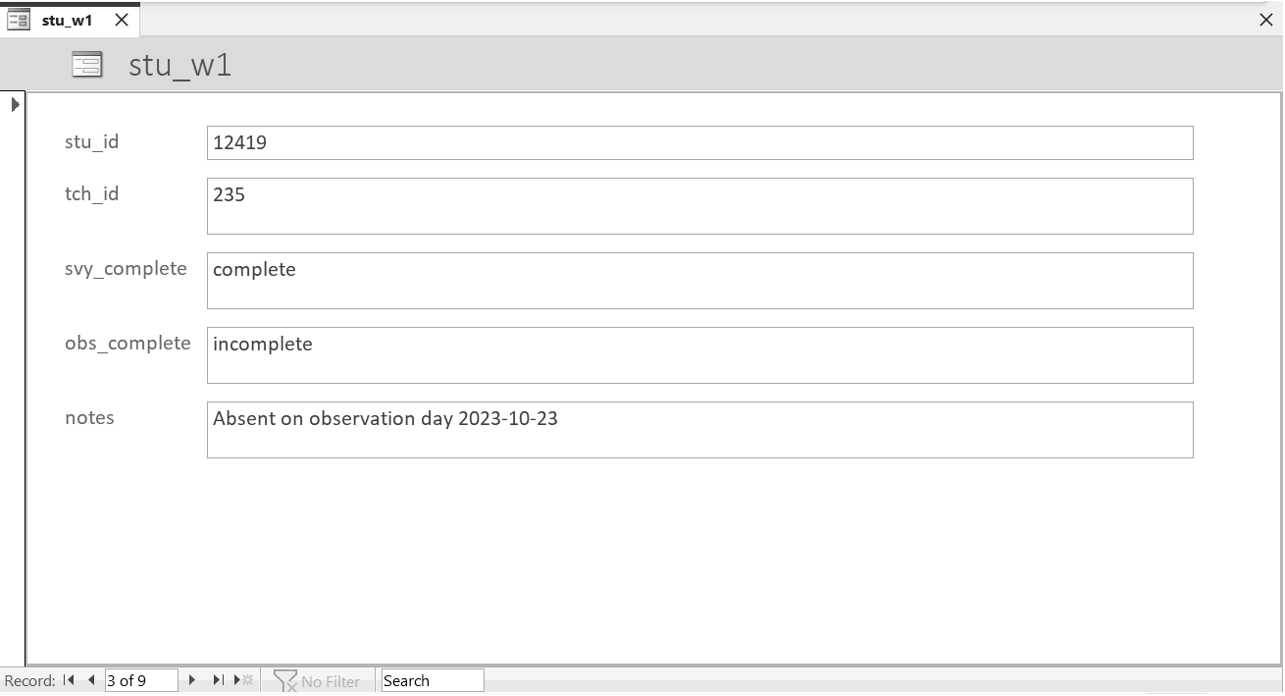 stu_w1
stu_w1
stu_id 12419
tch_id 235
svy_complete complete
obs_complete incomplete
notes Absent on observation day 2023-10-23
Record: 3 of 9 No Filter Search